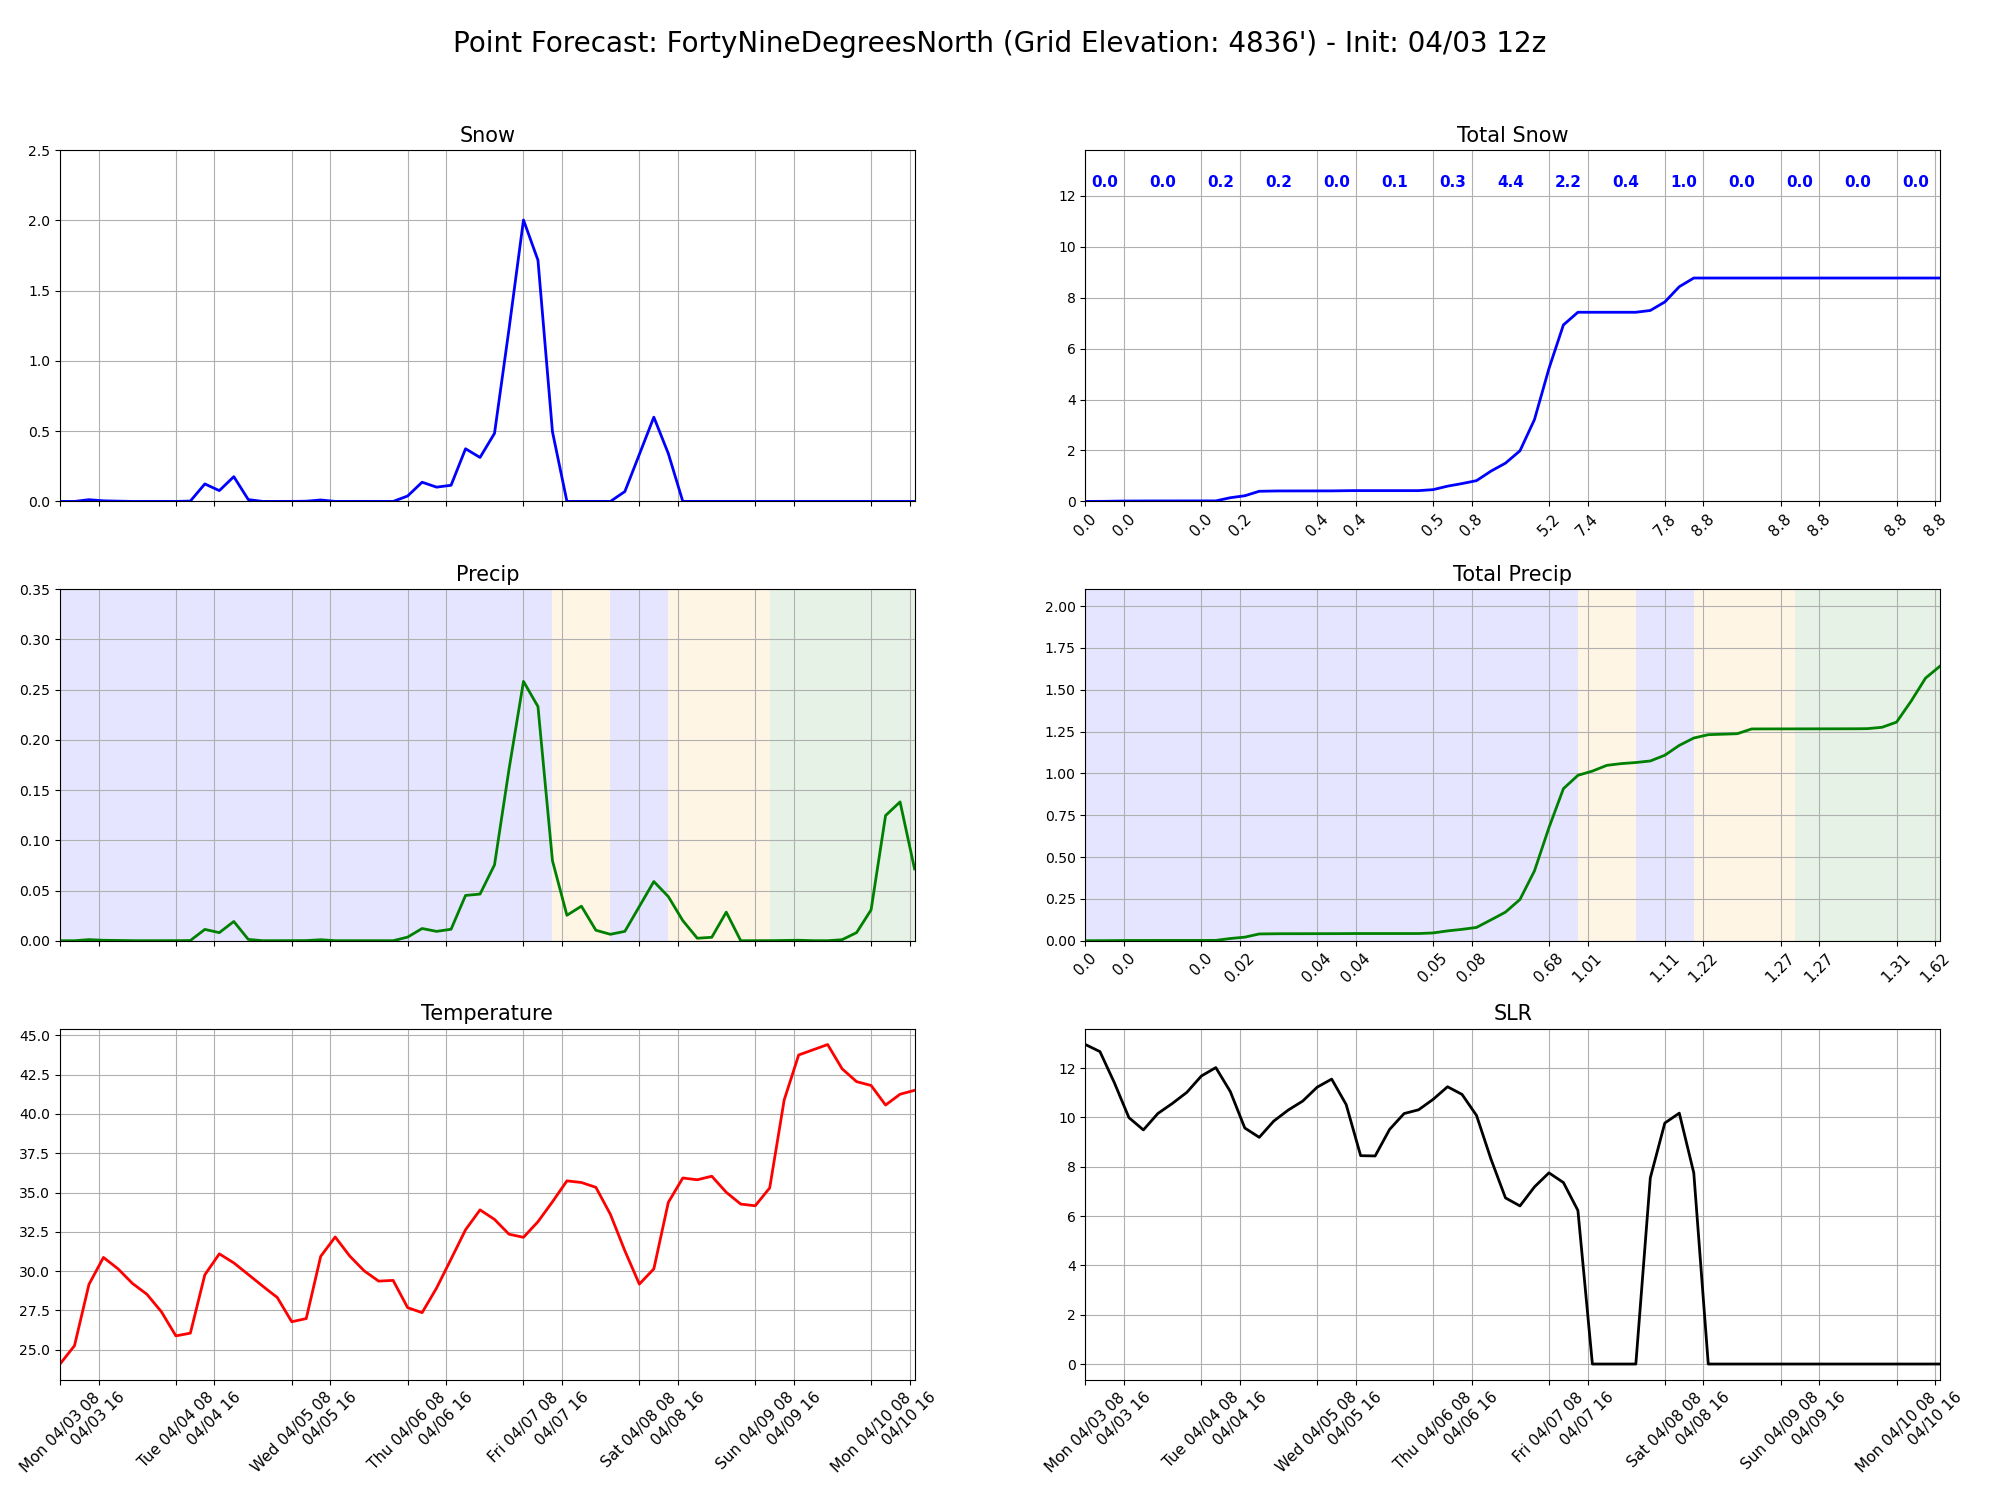 Point Forecast: FortyNineDegreesNorth (Grid Elevation: 4836') - Init: 04/03 12z
Snow
2.5
2.0
1.5
1.0
0.5
0.0
Total Snow
0.0 0.0 0.2 0.2 0.0 0.1 0.3 4.4 2.2 0.4 1.0 0.0 0.0 0.0 0.0
12
10
8
6
4
2
0
0.0 0.0 0.0 0.2 0.4 0.4 0.5 0.8 5.2 7.4 7.8 8.8 8.8 8.8 8.8 8.8
Precip
0.35
0.30
0.25
0.20
0.15
0.10
0.05
0.00
Total Precip
2.00
1.75
1.50
1.25
1.00
0.75
0.50
0.25
0.00
0.0 0.0 0.0 0.02 0.04 0.04 0.05 0.08 0.68 1.01 1.11 1.22 1.27 1.27 1.31 1.62
Temperature
45.0
42.5
40.0
37.5
35.0
32.5
30.0
27.5
25.0
Mon 04/03 08
04/03 16
Tue 04/04 08
04/04 16
Wed 04/05 08
04/05 16
Thu 04/06 08
04/06 16
Fri 04/07 08
04/07 16
Sat 04/08 08
04/08 16
Sun 04/09 08
04/09 16
Mon 04/10 08
04/10 16
SLR
12
10
8
6
4
2
0
Mon 04/03 08
04/03 16
Tue 04/04 08
04/04 16
Wed 04/05 08
04/05 16
Thu 04/06 08
04/06 16
Fri 04/07 08
04/07 16
Sat 04/08 08
04/08 16
Sun 04/09 08
04/09 16
Mon 04/10 08
04/10 16